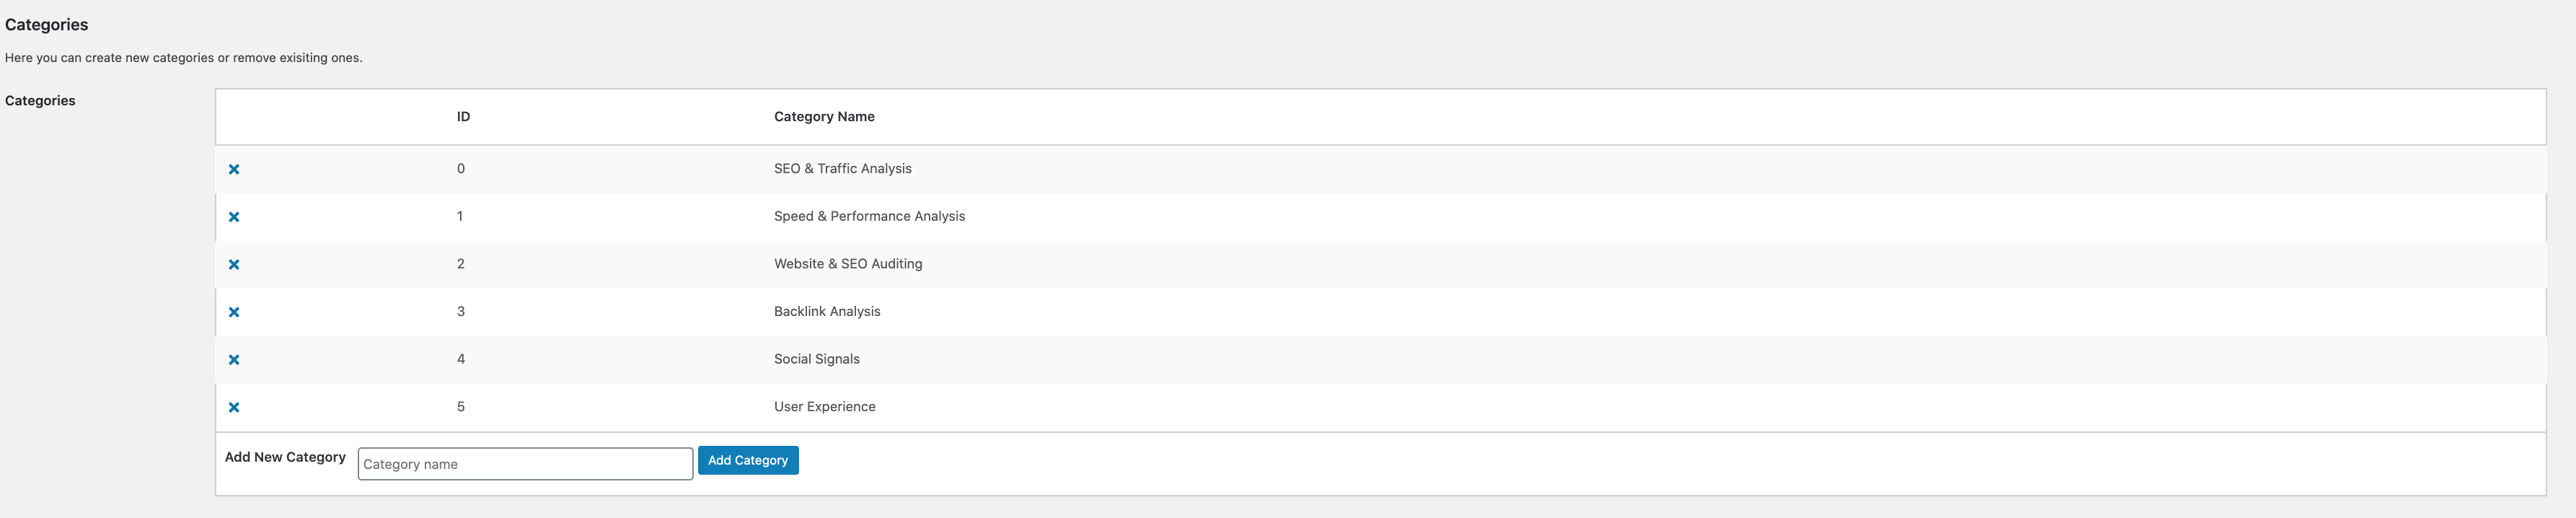 Categories
Here you can create new categories or remove exisiting ones.
Categories
ID Category Name
0 SEO & Traffic Analysis
1 Speed & Performance Analysis
2 Website & SEO Auditing
3 Backlink Analysis
4 Social Signals
5 User Experience
Add New Category Category name Add Category